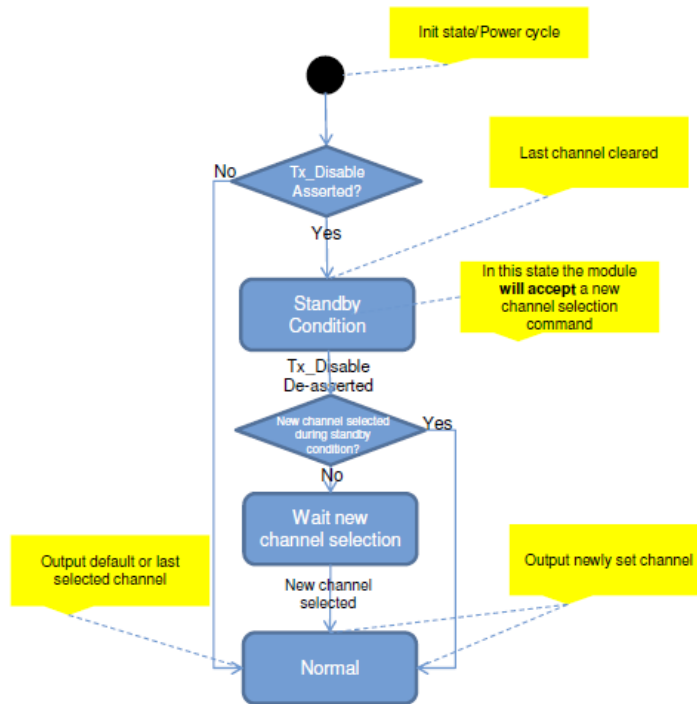 Init state/Power cycle
Last channel cleared
No
Tx_Disable
Asserted?
Yes
In this state the module
will accept a new
channel selection
command
Standby
Condition
Tx_Disable
De-asserted
New channel selected
during standby
condition?
Yes
No
Wait new
channel selection
Output default or last
selected channel
Output newly set channel
New channel
selected
Normal